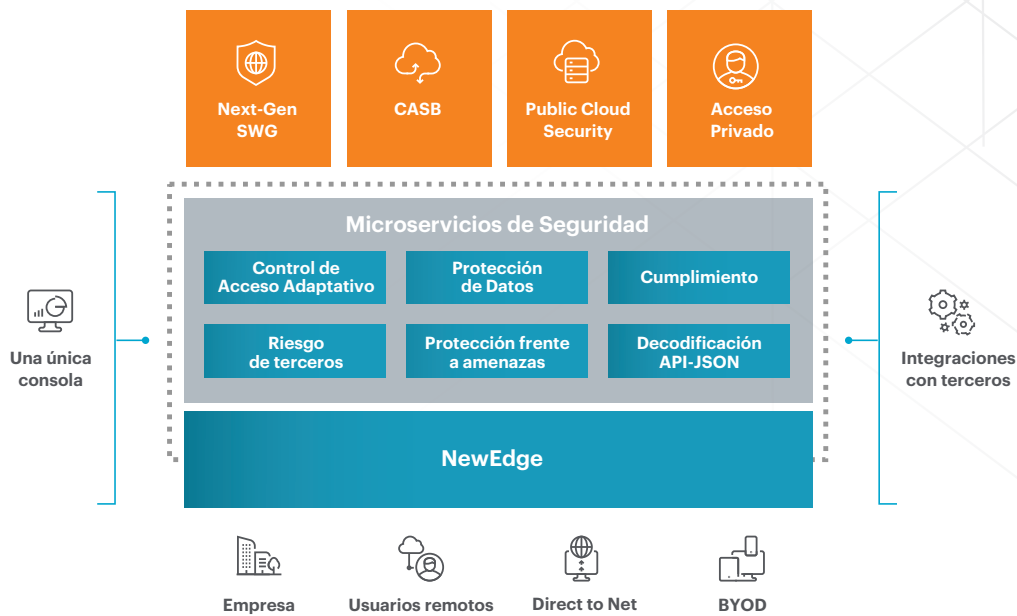 Next-Gen
SWG
CASB
Public Cloud
Security
Acceso
Privado
Microservicios de Seguridad
Control de
Acceso Adaptativo
Protección
de Datos
Cumplimiento
Riesgo
de terceros
Protección frente
a amenazas
Decodificación
API-JSON
Una única
consola
Integraciones
con terceros
NewEdge
Empresa
Usuarios remotos
Direct to Net
BYOD